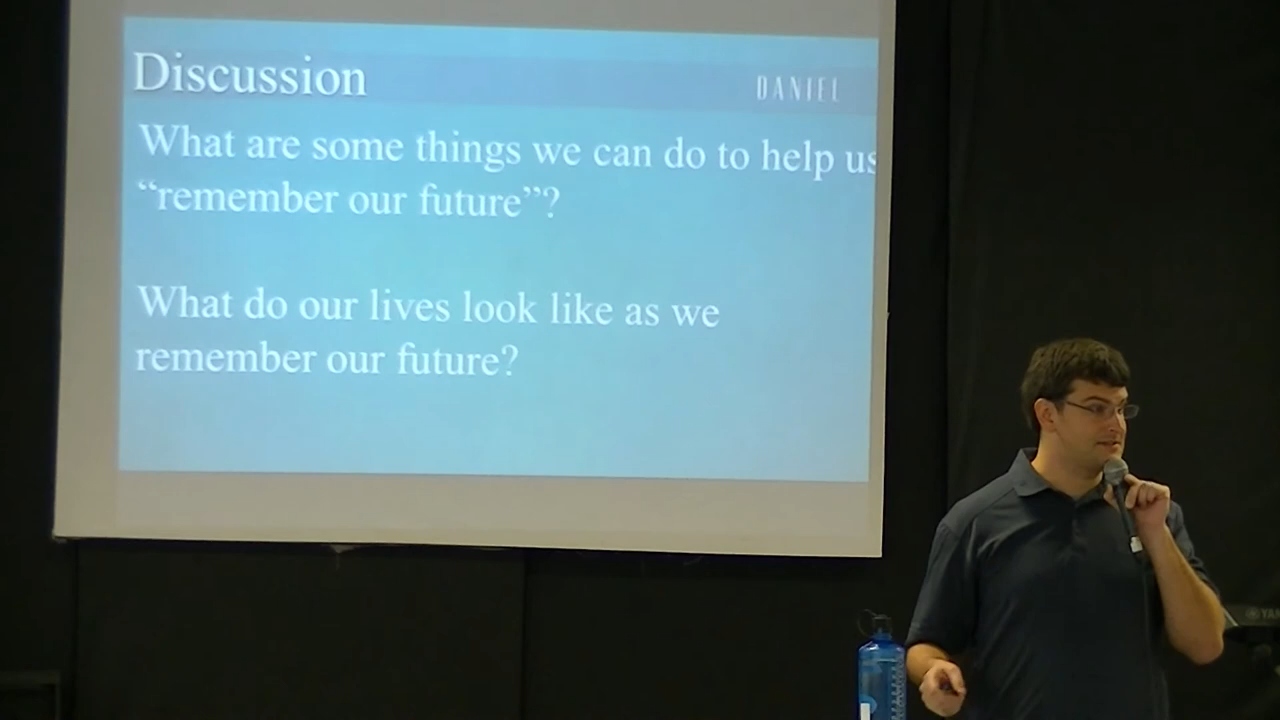 Discussion
DANIEL
What are some things we can do to help us
“remember our future”?
What do our lives look like as we
remember our future?